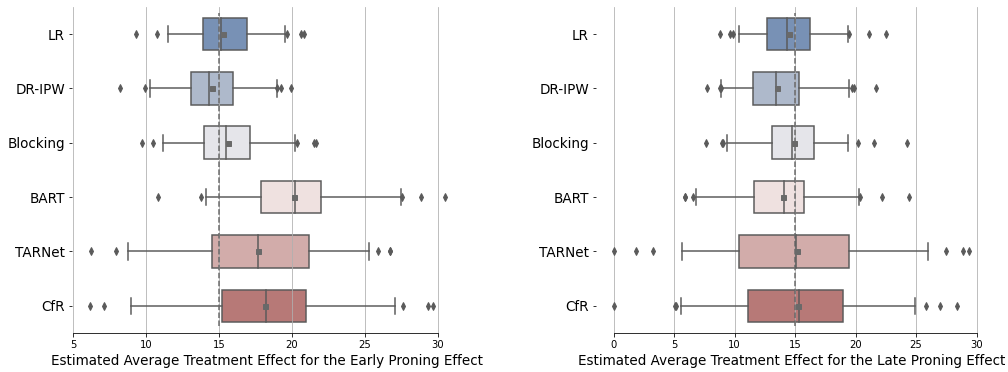 LR
DR-IPW
Blocking
BART
TARNet
CfR
5 10 15 20 25 30
Estimated Average Treatment Effect for the Early Proning Effect
LR
DR-IPW
Blocking
BART
TARNet
CfR
0 5 10 15 20 25 30
Estimated Average Treatment Effect for the Late Proning Effect